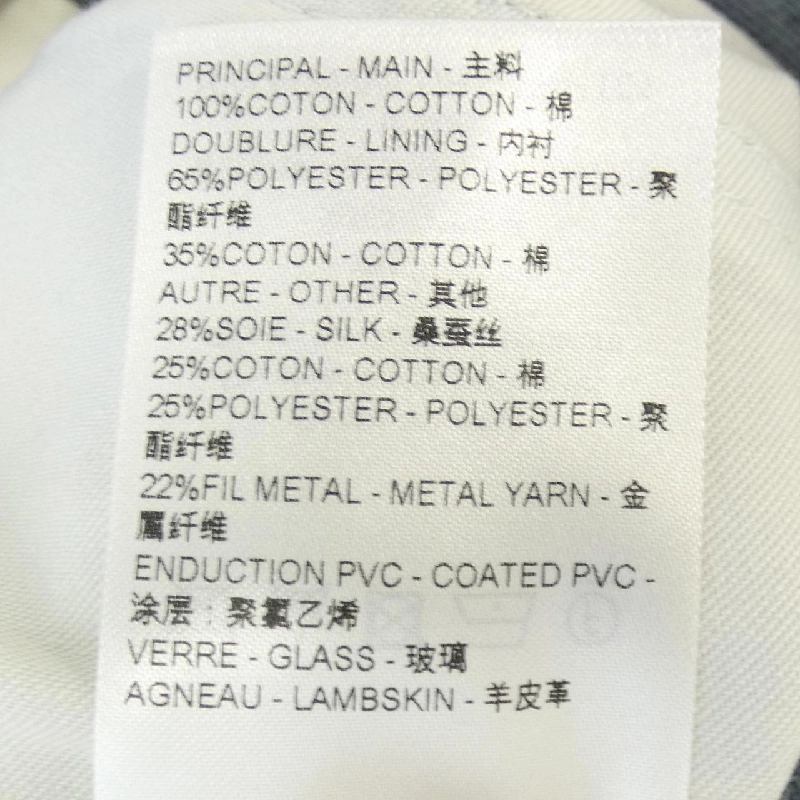 PRINCIPAL - MAIN - 主料
100%COTON - COTTON - 棉
DOUBLURE - LINING - 内衬
65%POLYESTER - POLYESTER - 聚
酯纤维
35%COTON - COTTON - 棉
AUTRE - OTHER - 其他
28%SOIE - SILK - 桑蚕丝
25%COTON - COTTON - 棉
25%POLYESTER - POLYESTER - 聚
酯纤维
22%FIL METAL - METAL YARN - 金
属纤维
ENDUCTION PVC - COATED PVC -
涂层：聚氯乙烯
VERRE - GLASS - 玻璃
AGNEAU - LAMBSKIN - 羊皮革